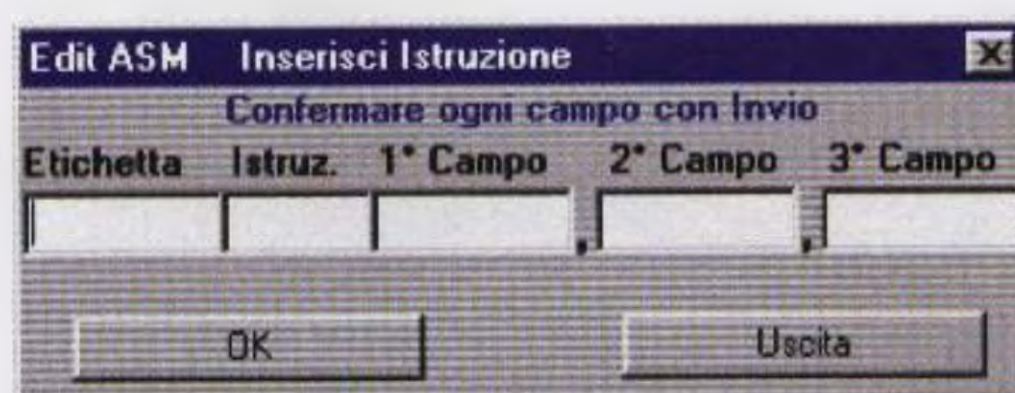 Edit ASM Inserisci Istruzione
Confermare ogni campo con Invio
Etichetta Istruz. 1° Campo 2° Campo 3° Campo
, ,
OK Uscita